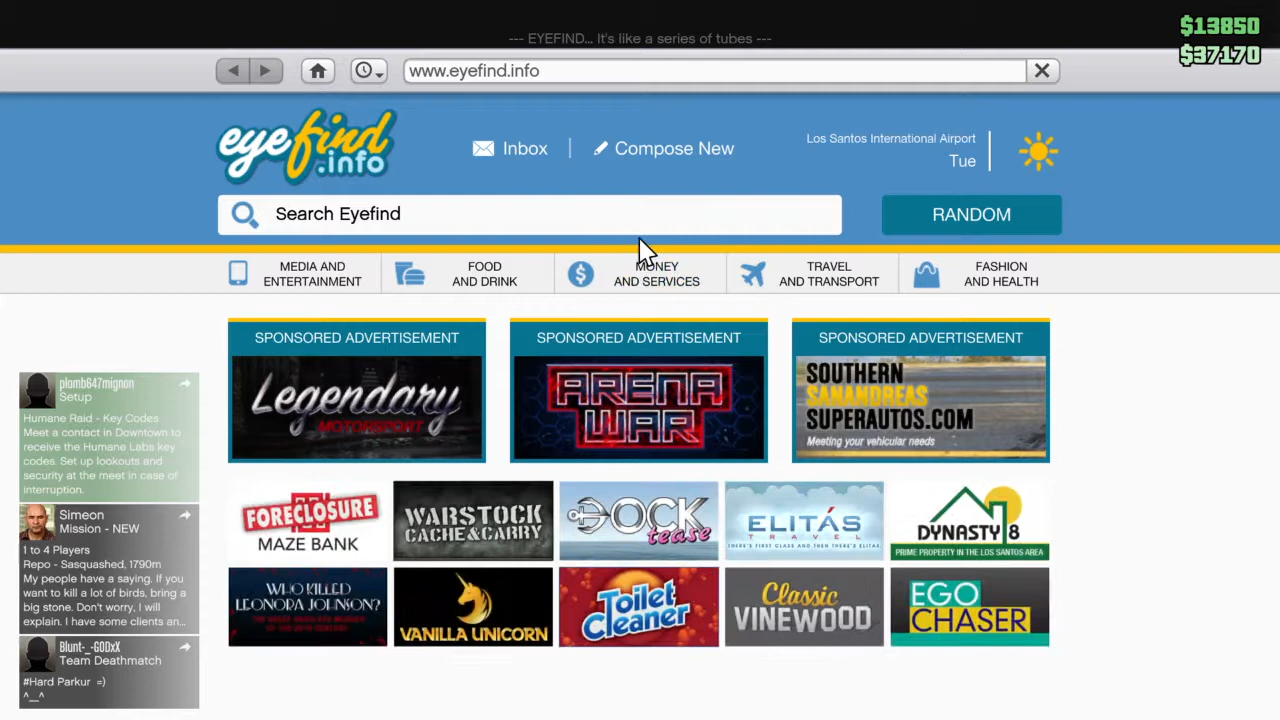 --- EYEFIND... It's like a series of tubes ---
$13850
$37170
www.eyefind.info
eyefind
.info
Inbox
Compose New
Los Santos International Airport
Tue
Search Eyefind
RANDOM
MEDIA AND
ENTERTAINMENT
FOOD
AND DRINK
MONEY
AND SERVICES
TRAVEL
AND TRANSPORT
FASHION
AND HEALTH
SPONSORED ADVERTISEMENT
Legendary
MOTORSPORT
SPONSORED ADVERTISEMENT
ARENA
WAR
SPONSORED ADVERTISEMENT
SOUTHERN
SANANDREAS
SUPERAUTOS.COM
Meeting your vehicular needs
plomb647mignon
Setup
Humane Raid - Key Codes
Meet a contact in Downtown to
receive the Humane Labs key
codes. Set up lookouts and
security at the meet in case of
interruption.
Simeon
Mission - NEW
1 to 4 Players
Repo - Sasquashed, 1790m
My people have a saying. If you
want to kill a lot of birds, bring a
big stone. Don't worry, I will
explain. I have some clients an...
Blunt-_-G0DxX
Team Deathmatch
#Hard Parkur =)
^__^
FORECLOSURE
MAZE BANK
WARSTOCK
CACHE & CARRY
DOCK
tease
ELITÁS
TRAVEL
THERE'S FIRST CLASS AND THEN THERE'S ELITÁS
DYNASTY 8
PRIME PROPERTY IN THE LOS SANTOS AREA
WHO KILLED
LEONORA JOHNSON?
VANILLA UNICORN
Toilet
Cleaner
Classic
VINEWOOD
EGO
CHASER